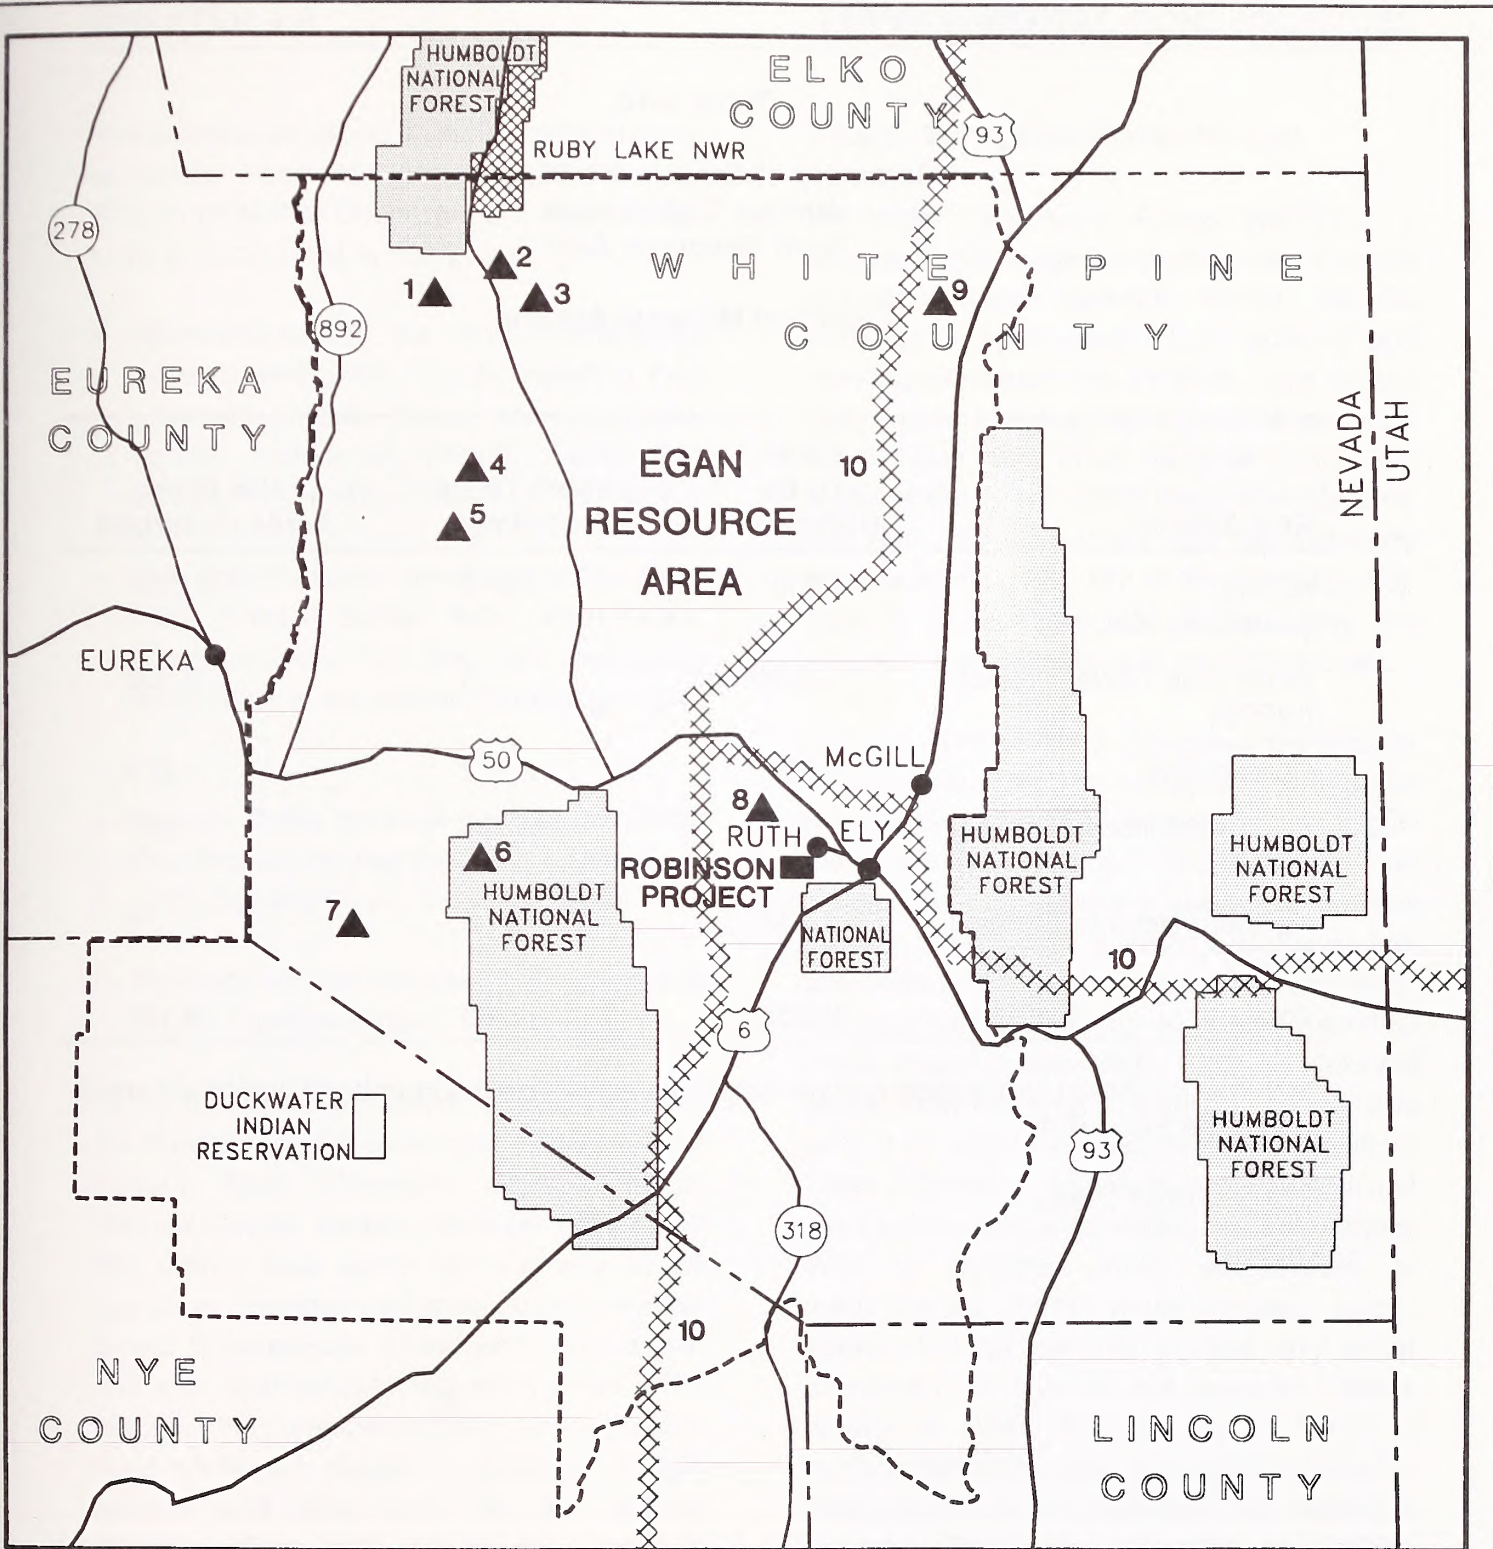 HUMBOLDT
NATIONAL
FOREST
ELKO
COUNTY
93
RUBY LAKE NWR
278
2
1
3
WHITE PINE
COUNTY
9
892
EUREKA
COUNTY
NEVADA
UTAH
4
5
EGAN
RESOURCE
AREA
10
EUREKA
50
McGILL
8
RUTH
ELY
ROBINSON
PROJECT
6
HUMBOLDT
NATIONAL
FOREST
7
NATIONAL
FOREST
HUMBOLDT
NATIONAL
FOREST
HUMBOLDT
NATIONAL
FOREST
10
6
DUCKWATER
INDIAN
RESERVATION
HUMBOLDT
NATIONAL
FOREST
93
318
10
NYE
COUNTY
LINCOLN
COUNTY